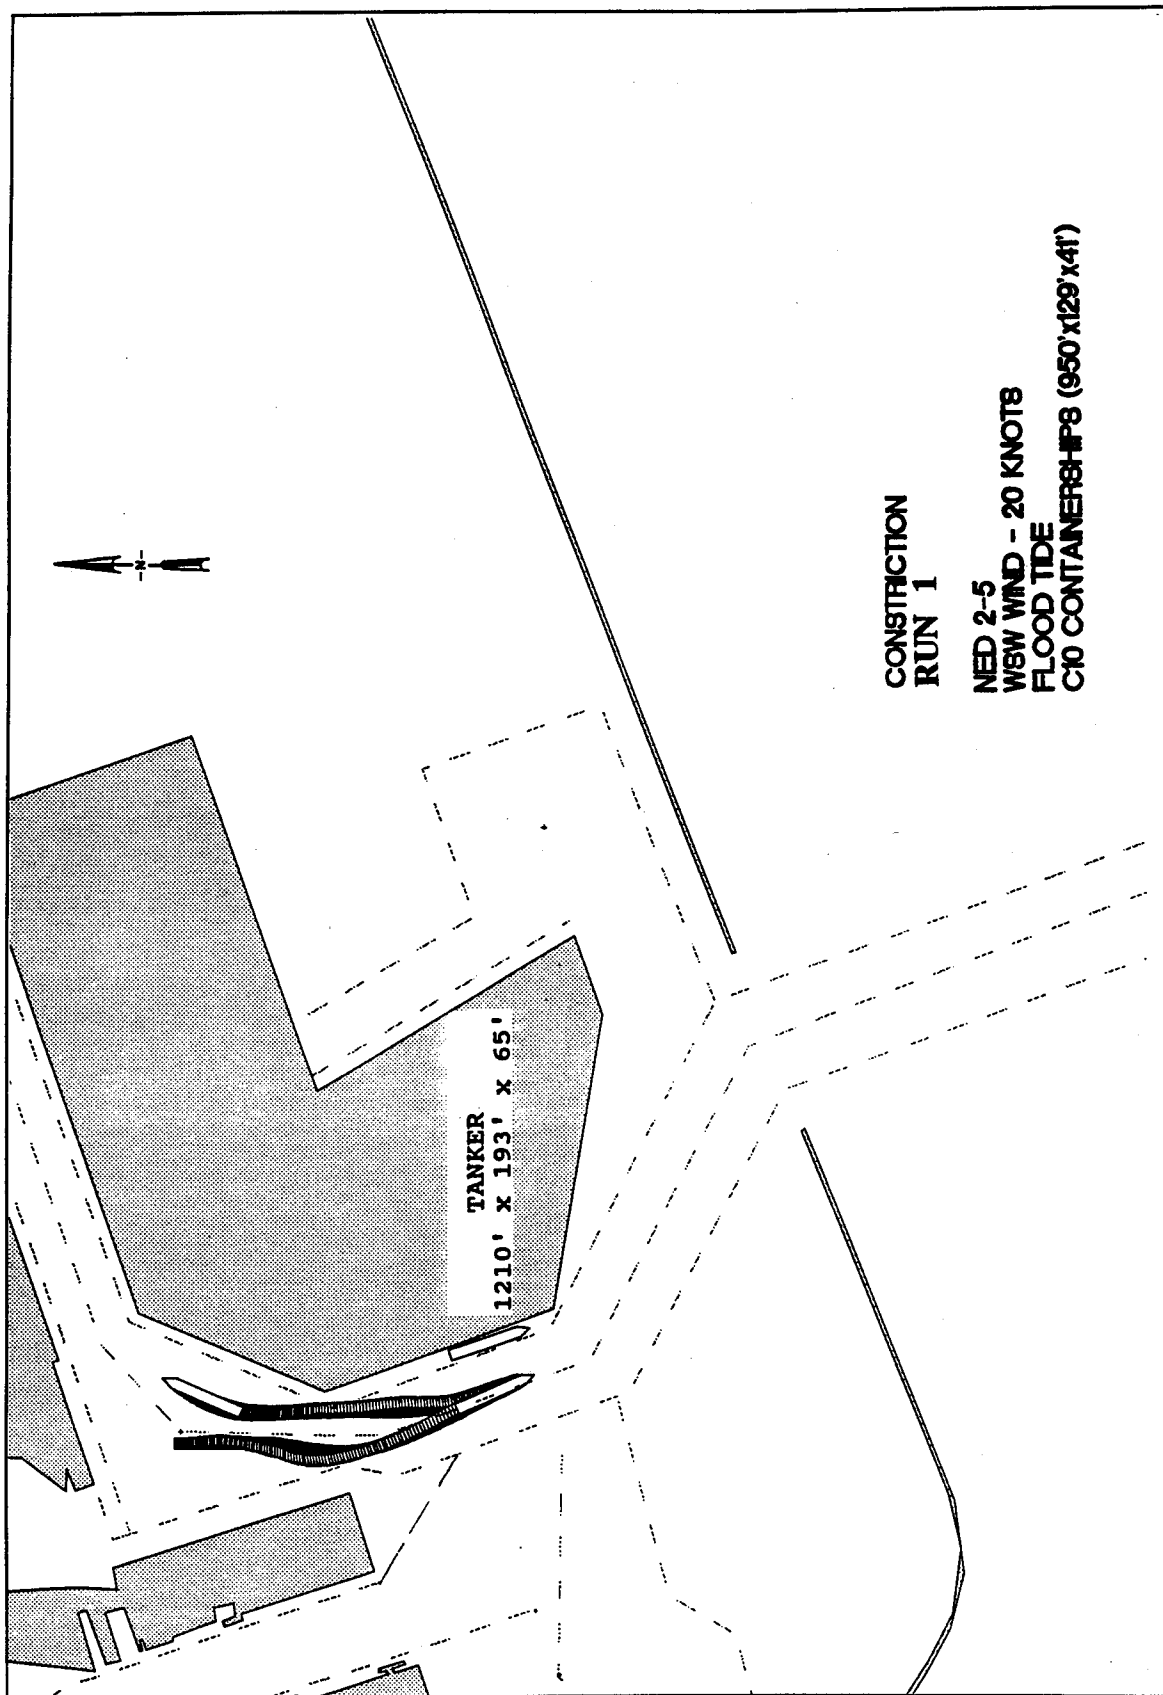 -N-
TANKER
1210' x 193' x 65'
CONSTRICTION
RUN 1
NED 2-5
WSW WIND - 20 KNOTS
FLOOD TIDE
C10 CONTAINERSHIPS (950'x129'x41')